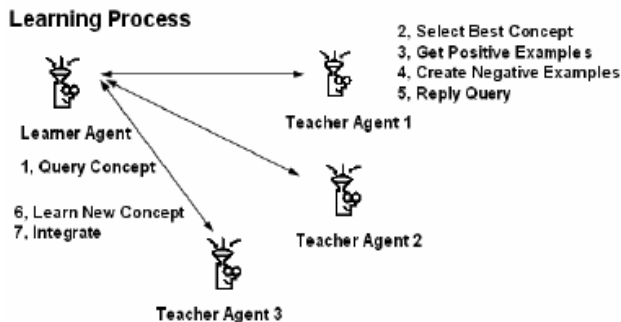 Learning Process
2, Select Best Concept
3, Get Positive Examples
4, Create Negative Examples
5, Reply Query
Teacher Agent 1
Learner Agent
1, Query Concept
6, Learn New Concept
7, Integrate
Teacher Agent 2
Teacher Agent 3